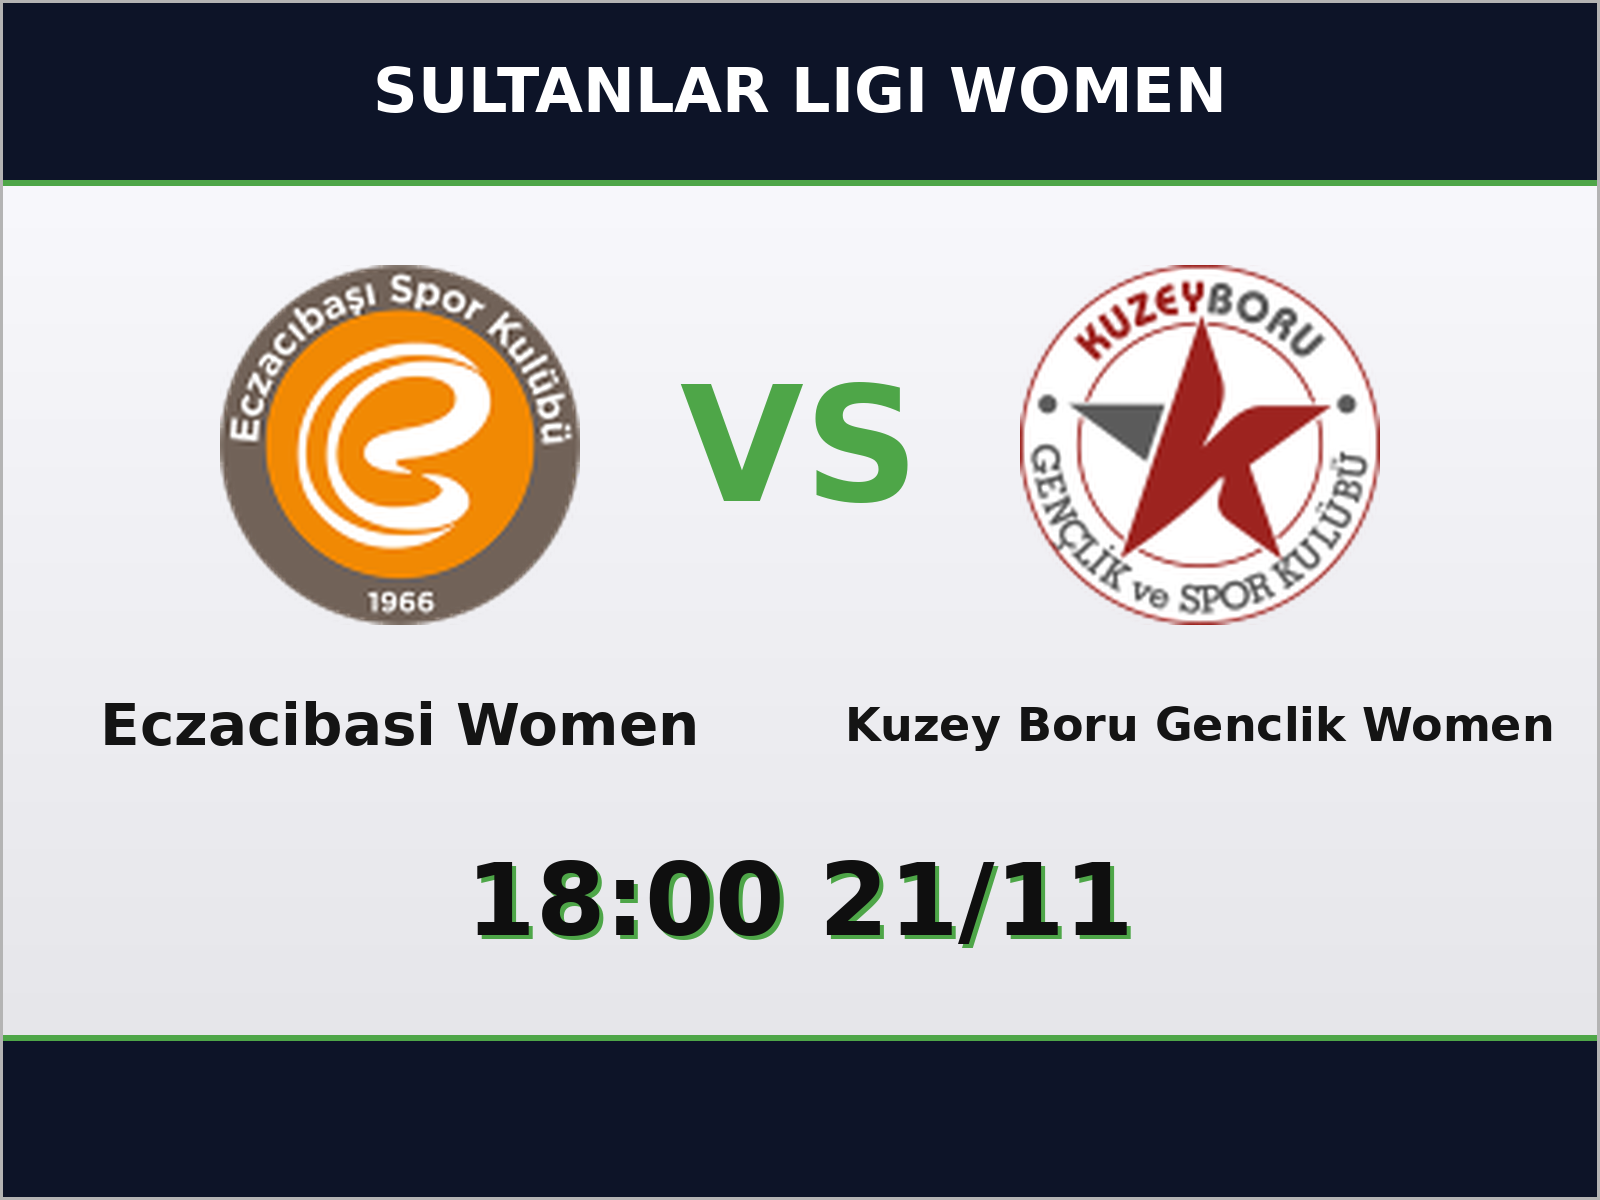 SULTANLAR LIGI WOMEN
Eczacıbaşı Spor Kulübü
1966
VS
KUZEYBORU
GENÇLİK ve SPOR KULÜBÜ
Eczacibasi Women
Kuzey Boru Genclik Women
18:00 21/11